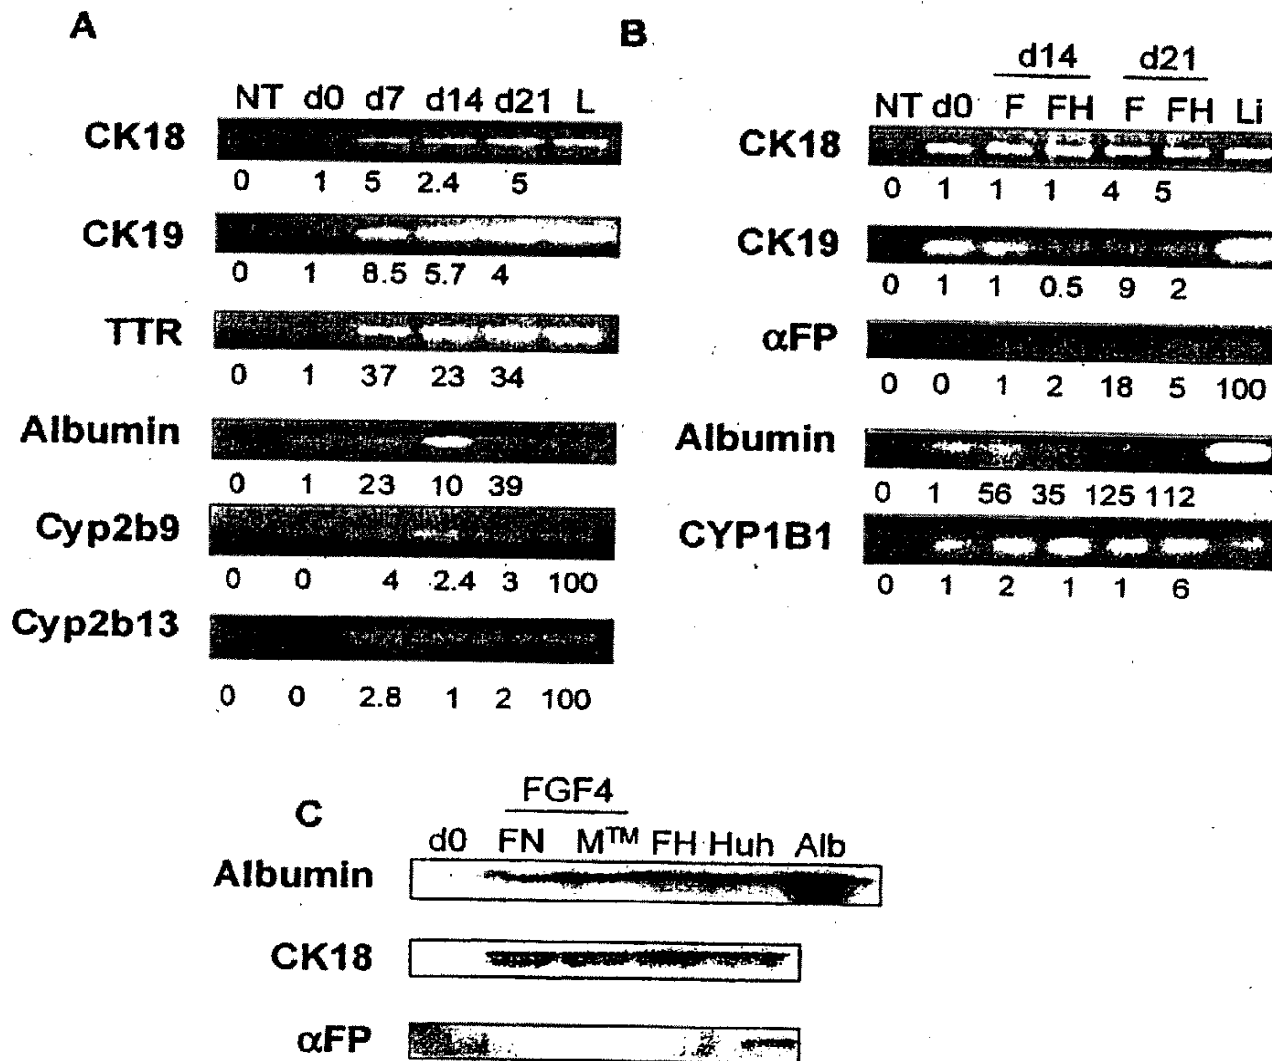 A
NT d0 d7 d14 d21 L
CK18
0 1 5 2.4 5
CK19
0 1 8.5 5.7 4
TTR
0 1 37 23 34
Albumin
0 1 23 10 39
Cyp2b9
0 0 4 2.4 3 100
Cyp2b13
0 0 2.8 1 2 100
B
d14 d21
NT d0 F FH F FH Li
CK18
0 1 1 1 4 5
CK19
0 1 1 0.5 9 2
αFP
0 0 1 2 18 5 100
Albumin
0 1 56 35 125 112
CYP1B1
0 1 2 1 1 6
C
FGF4
d0 FN M™ FH Huh Alb
Albumin
CK18
αFP